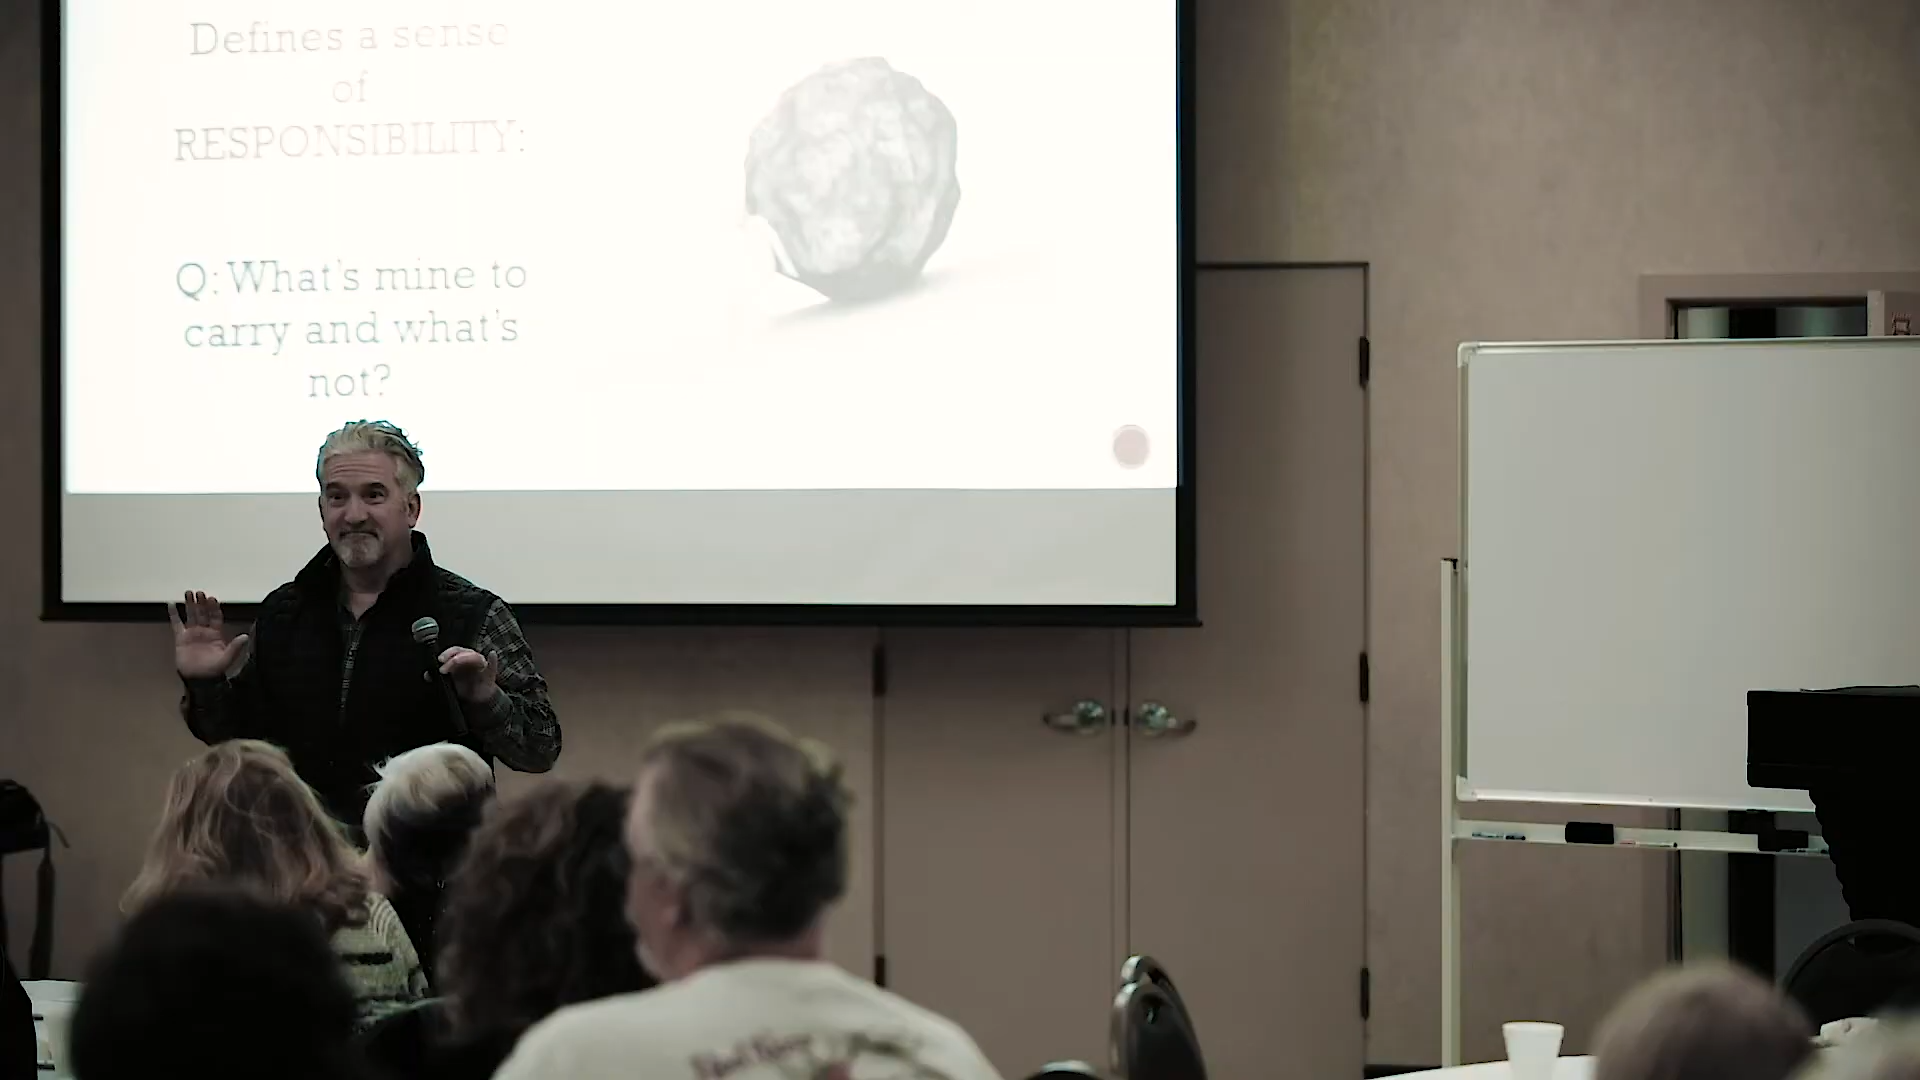 Defines a sense
of
RESPONSIBILITY:
Q: What's mine to
carry and what's
not?